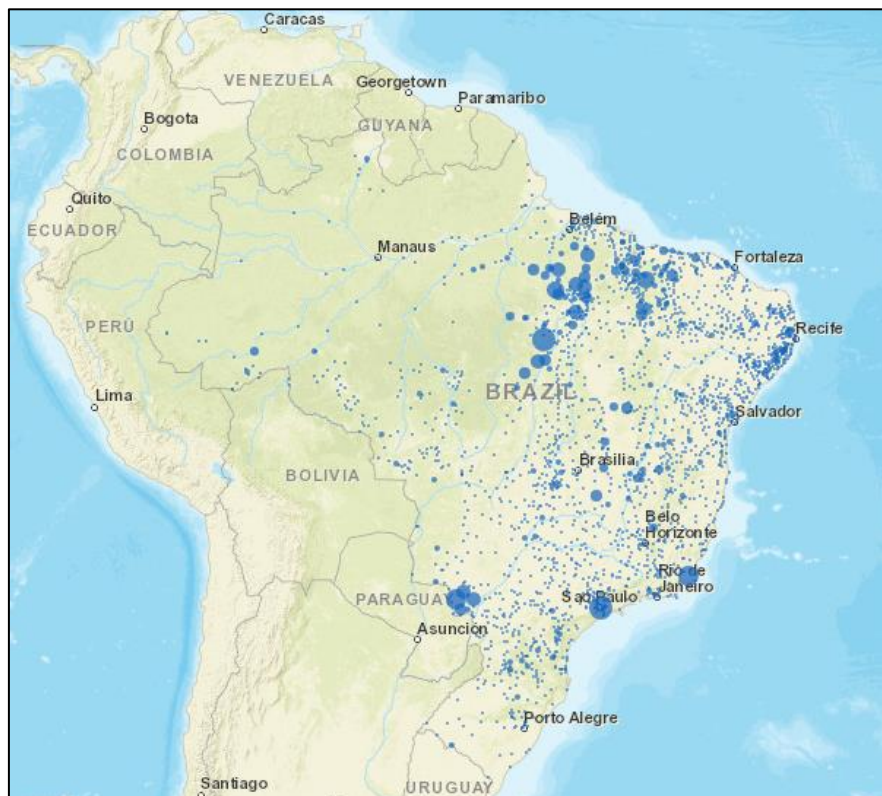 Caracas
VENEZUELA
Georgetown
Paramaribo
Bogota
GUYANA
COLOMBIA
Quito
ECUADOR
Belém
Manaus
Fortaleza
PERÚ
Recife
BRAZIL
Lima
Salvador
Brasilia
BOLIVIA
Belo
Horizonte
Rio de
Janeiro
PARAGUAY
Sao Paulo
Asunción
Porto Alegre
Santiago
URUGUAY